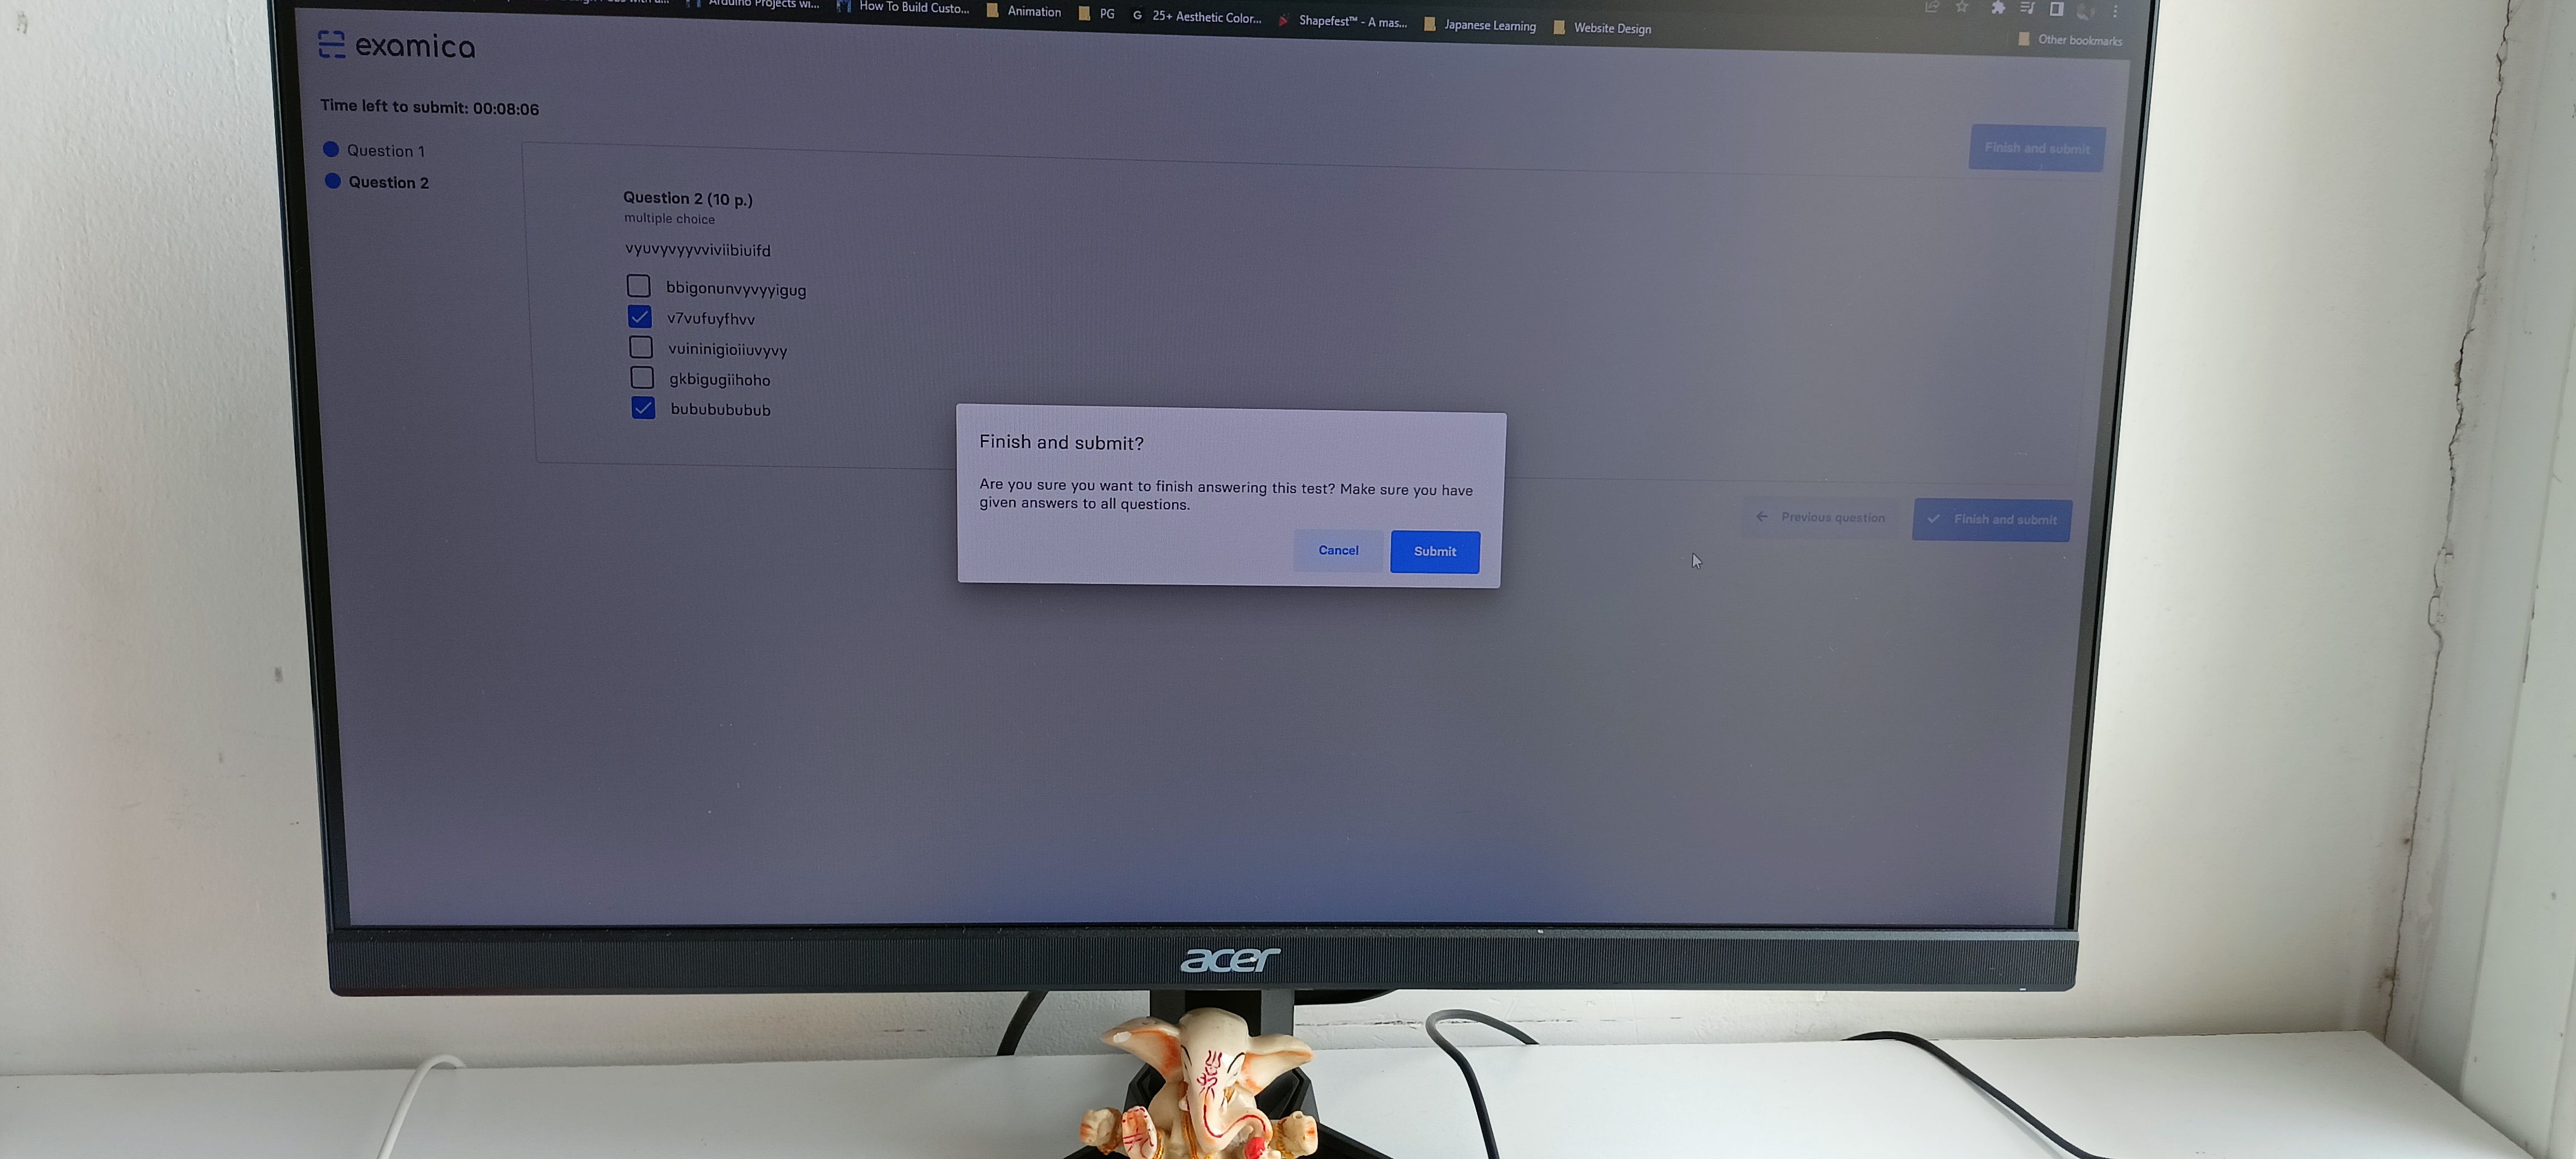 Arduino Projects wi...
How To Build Custo...
Animation
PG
25+ Aesthetic Color...
Shapefest™ - A mas...
Japanese Learning
Website Design
Other bookmarks
examica
Time left to submit: 00:08:06
Finish and submit
Question 1
Question 2
Question 2 (10 p.)
multiple choice
vyuvyvyyvviviibiuifd
bbigonunvyvyyigug
v7vufuyfhvv
vuininigioiiuvyvy
gkbigugiihoho
bubububububub
Finish and submit?
Are you sure you want to finish answering this test? Make sure you have
given answers to all questions.
Cancel
Submit
Previous question
Finish and submit
acer